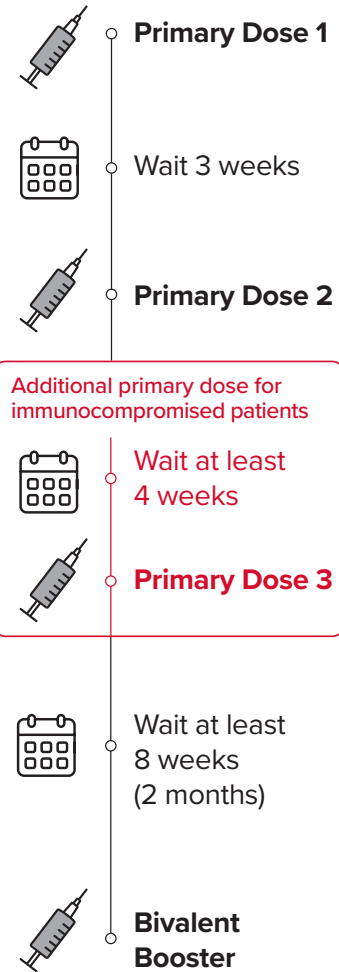 Primary Dose 1
Wait 3 weeks
Primary Dose 2
Additional primary dose for
immunocompromised patients
Wait at least
4 weeks
Primary Dose 3
Wait at least
8 weeks
(2 months)
Bivalent
Booster